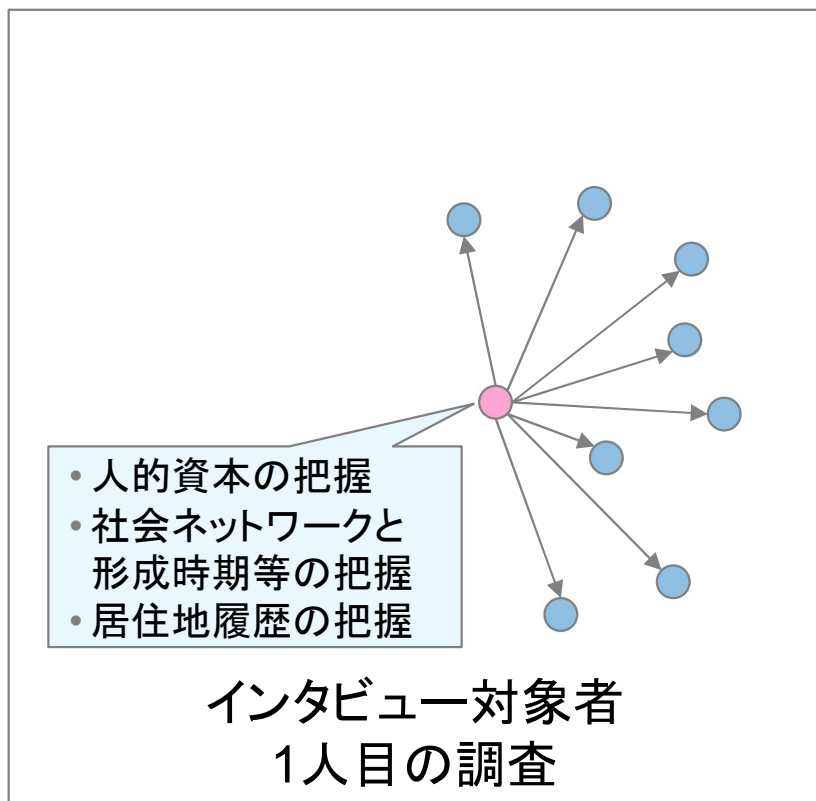 • 人的資本の把握
• 社会ネットワークと
形成時期等の把握
• 居住地履歴の把握
インタビュー対象者
1人目の調査